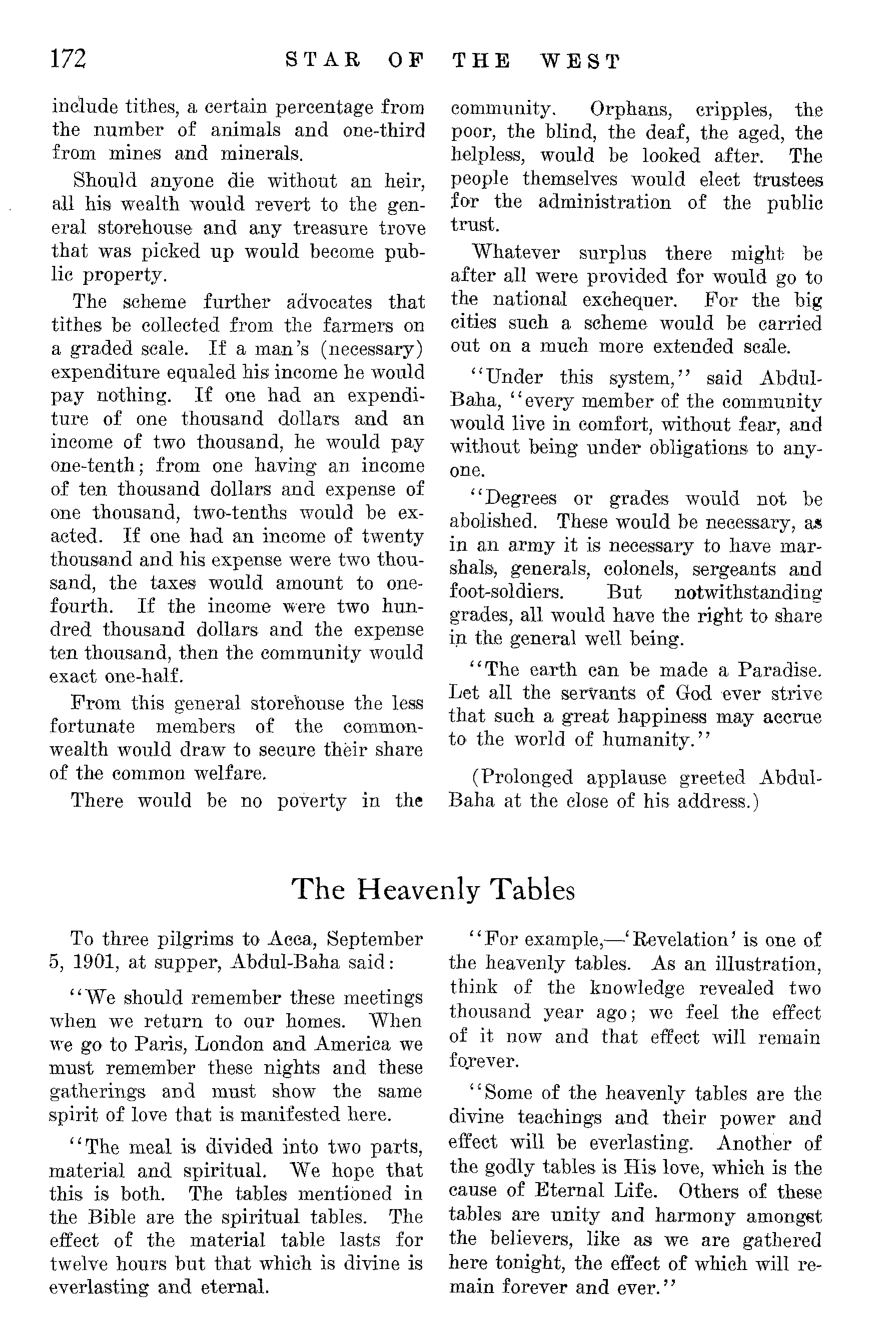 172 STAR OF THE WEST
include tithes, a certain percentage from
the number of animals and one-third
from mines and minerals.
Should anyone die without an heir,
all his wealth would revert to the gen-
eral storehouse and any treasure trove
that was picked up would become pub-
lic property.
The scheme further advocates that
tithes be collected from the farmers on
a graded scale. If a man's (necessary)
expenditure equaled his income he would
pay nothing. If one had an expendi-
ture of one thousand dollars and an
income of two thousand, he would pay
one-tenth; from one having an income
of ten thousand dollars and expense of
one thousand, two-tenths would be ex-
acted. If one had an income of twenty
thousand and his expense were two thou-
sand, the taxes would amount to one-
fourth. If the income were two hun-
dred thousand dollars and the expense
ten thousand, then the community would
exact one-half.
From this general storehouse the less
fortunate members of the common-
wealth would draw to secure their share
of the common welfare.
There would be no poverty in the
community. Orphans, cripples, the
poor, the blind, the deaf, the aged, the
helpless, would be looked after. The
people themselves would elect trustees
for the administration of the public
trust.
Whatever surplus there might be
after all were provided for would go to
the national exchequer. For the big
cities such a scheme would be carried
out on a much more extended scale.
"Under this system," said Abdul-
Baha, "every member of the community
would live in comfort, without fear, and
without being under obligations to any-
one.
"Degrees or grades would not be
abolished. These would be necessary, as
in an army it is necessary to have mar-
shals, generals, colonels, sergeants and
foot-soldiers. But notwithstanding
grades, all would have the right to share
in the general well being.
"The earth can be made a Paradise.
Let all the servants of God ever strive
that such a great happiness may accrue
to the world of humanity."
(Prolonged applause greeted Abdul-
Baha at the close of his address.)
The Heavenly Tables
To three pilgrims to Acca, September
5, 1901, at supper, Abdul-Baha said:
"We should remember these meetings
when we return to our homes. When
we go to Paris, London and America we
must remember these nights and these
gatherings and must show the same
spirit of love that is manifested here.
"The meal is divided into two parts,
material and spiritual. We hope that
this is both. The tables mentioned in
the Bible are the spiritual tables. The
effect of the material table lasts for
twelve hours but that which is divine is
everlasting and eternal.
"For example,—'Revelation' is one of
the heavenly tables. As an illustration,
think of the knowledge revealed two
thousand year ago; we feel the effect
of it now and that effect will remain
forever.
"Some of the heavenly tables are the
divine teachings and their power and
effect will be everlasting. Another of
the godly tables is His love, which is the
cause of Eternal Life. Others of these
tables are unity and harmony amongst
the believers, like as we are gathered
here tonight, the effect of which will re-
main forever and ever."